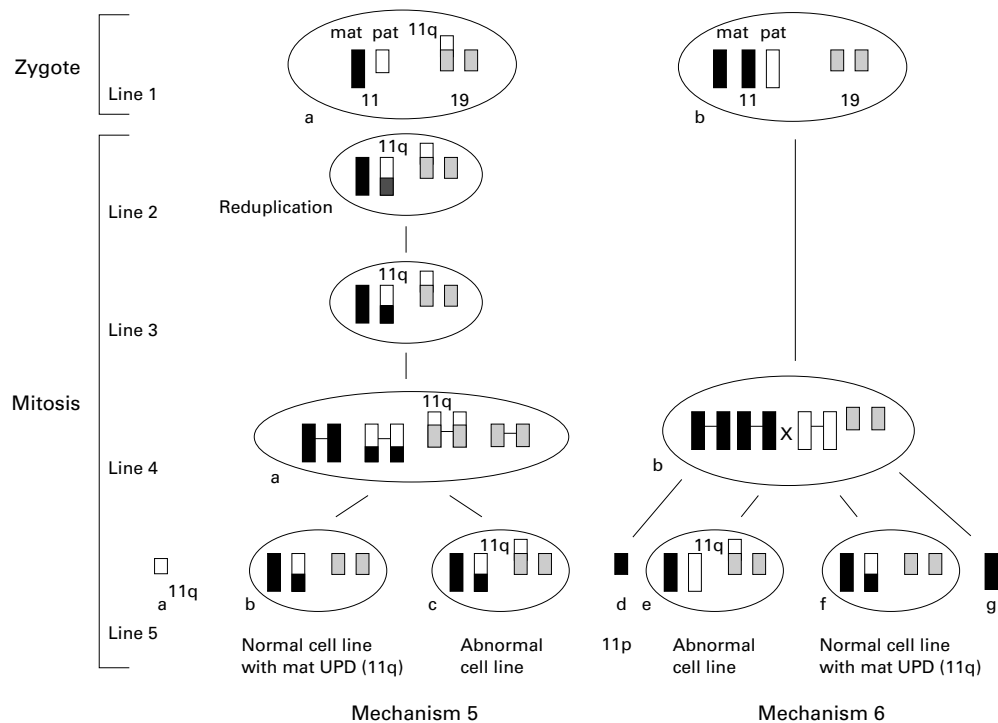 mat pat 11q
11 19
a
mat pat
11 19
b
Zygote
Line 1
11q
Reduplication
Line 2
11q
Line 3
Mitosis
11q
a
X
b
Line 4
a 11q
b
11q
c
d
11q
e
f
g
Line 5
Normal cell line
with mat UPD (11q)
Abnormal
cell line
11p
Abnormal
cell line
Normal cell line
with mat UPD (11q)
Mechanism 5
Mechanism 6